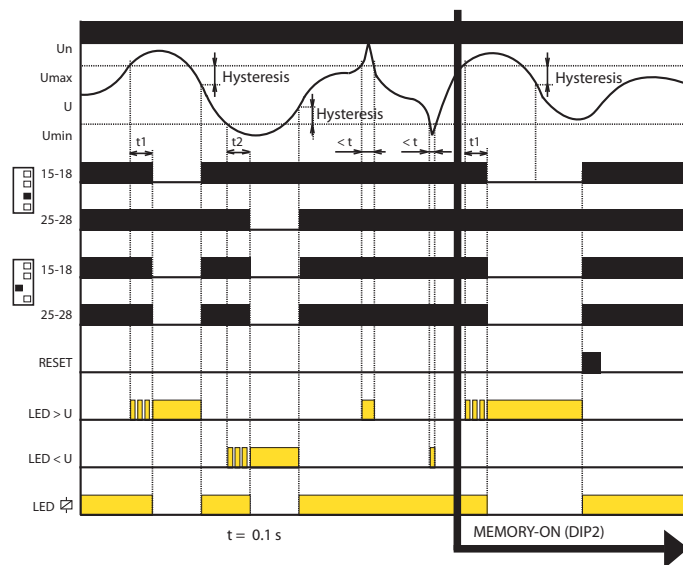 Un
Umax
Hysteresis
Hysteresis
U
Hysteresis
Umin
t1
t2
< t
< t
t1
15-18
25-28
15-18
25-28
RESET
LED > U
LED < U
LED
t = 0.1 s
MEMORY-ON (DIP2)